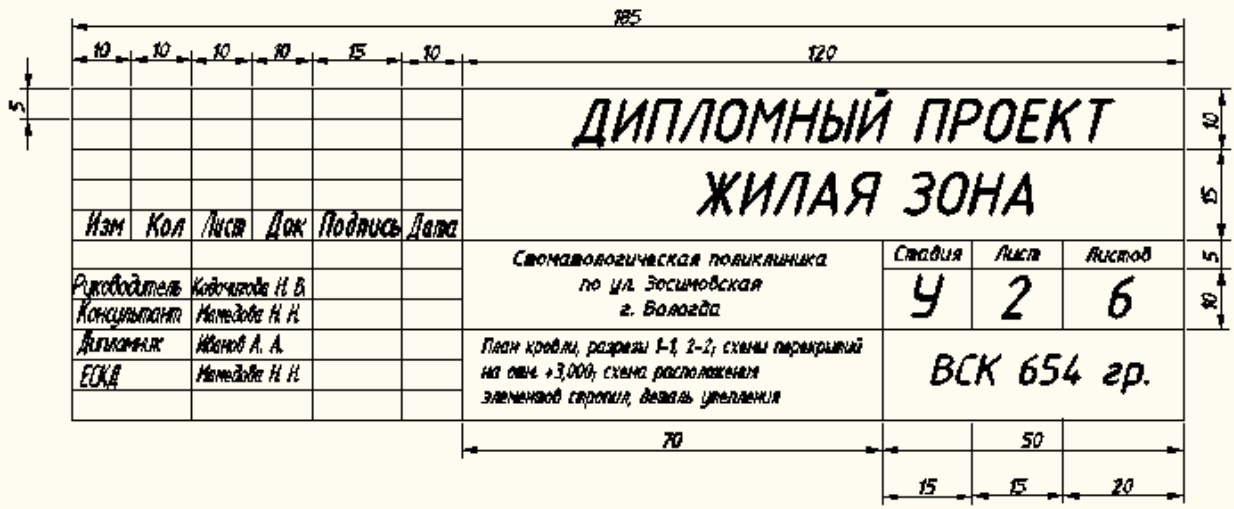 185
10 10 10 10 15 10 120
5
ДИПЛОМНЫЙ ПРОЕКТ
10
ЖИЛАЯ ЗОНА
15
Изм Кол Лист Док Подпись Дата
Стоматологическая поликлиника
по ул. Зосимовская
г. Вологда
Стадия Лист Листов
5
У 2 6
10
Руководитель Н. В.
Консультант Мамедова Н. Н.
Дипломник Иванов А. А.
ЕСКД Мамедова Н. Н.
План кровли, разрезы 1-1, 2-2; схемы перекрытий
на отм. +3,000; схема расположения
элементов стропил, деталь утепления
ВСК 654 гр.
70 50
15 15 20